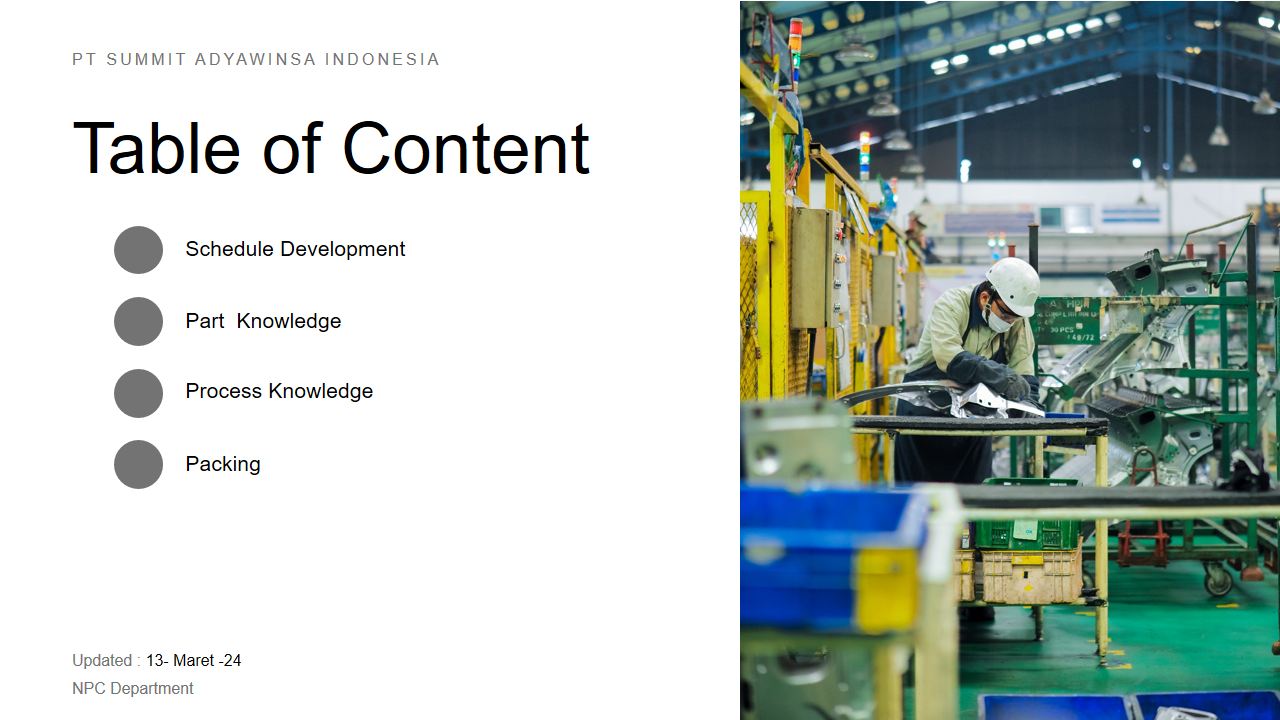 PT SUMMIT ADYAWINSA INDONESIA
Table of Content
Schedule Development
Part  Knowledge
Process Knowledge
Packing
Updated : 13- Maret -24
NPC Department